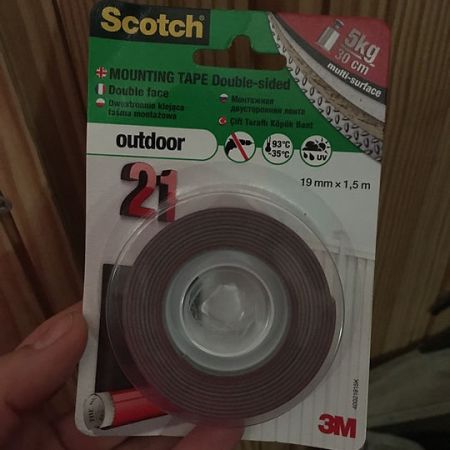 Scotch
5kg
30 cm
multi-surface
MOUNTING TAPE Double-sided
Double face
Dwustronnie klejąca
taśma montażowa
Монтажная
двусторонняя лента
Çift Taraflı Köpük Bant
outdoor
93°C
-35°C
UV
19 mm x 1,5 m
21
3M